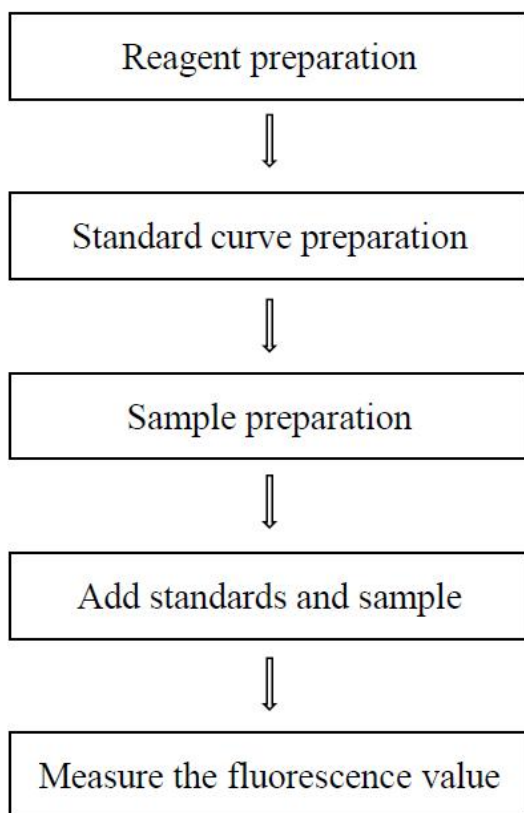 Reagent preparation
Standard curve preparation
Sample preparation
Add standards and sample
Measure the fluorescence value